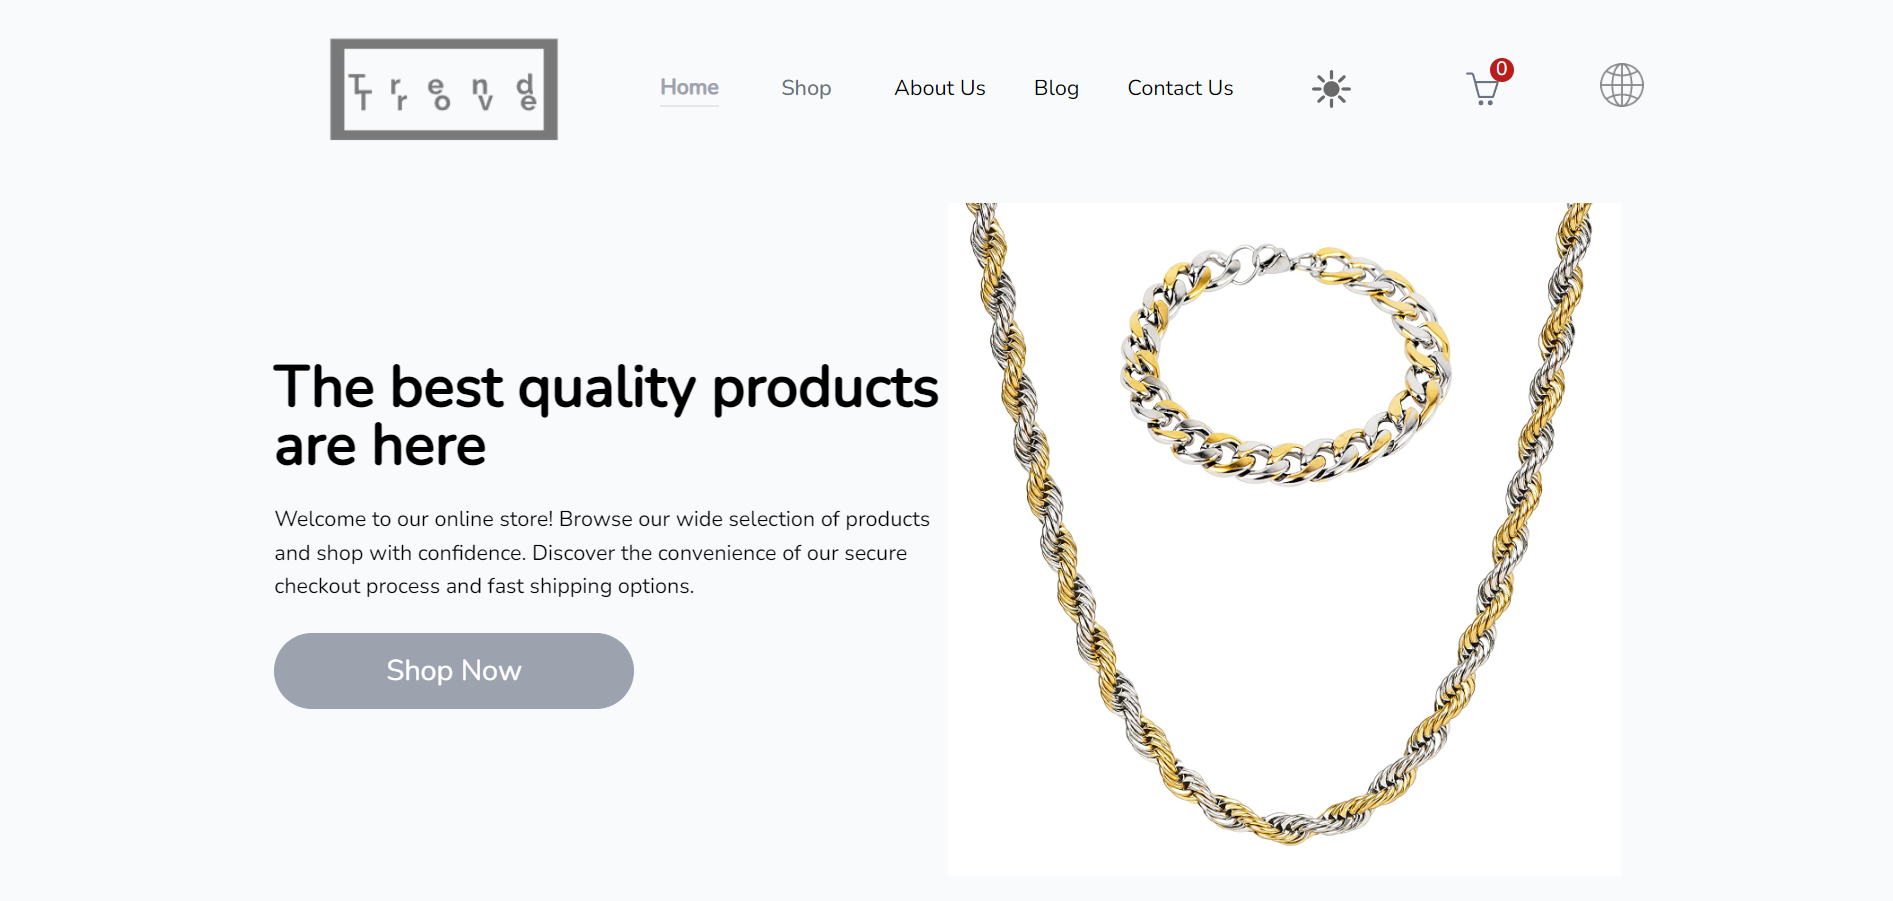 Trend
Trove
Home
Shop
About Us
Blog
Contact Us
0
The best quality products
are here
Welcome to our online store! Browse our wide selection of products
and shop with confidence. Discover the convenience of our secure
checkout process and fast shipping options.
Shop Now